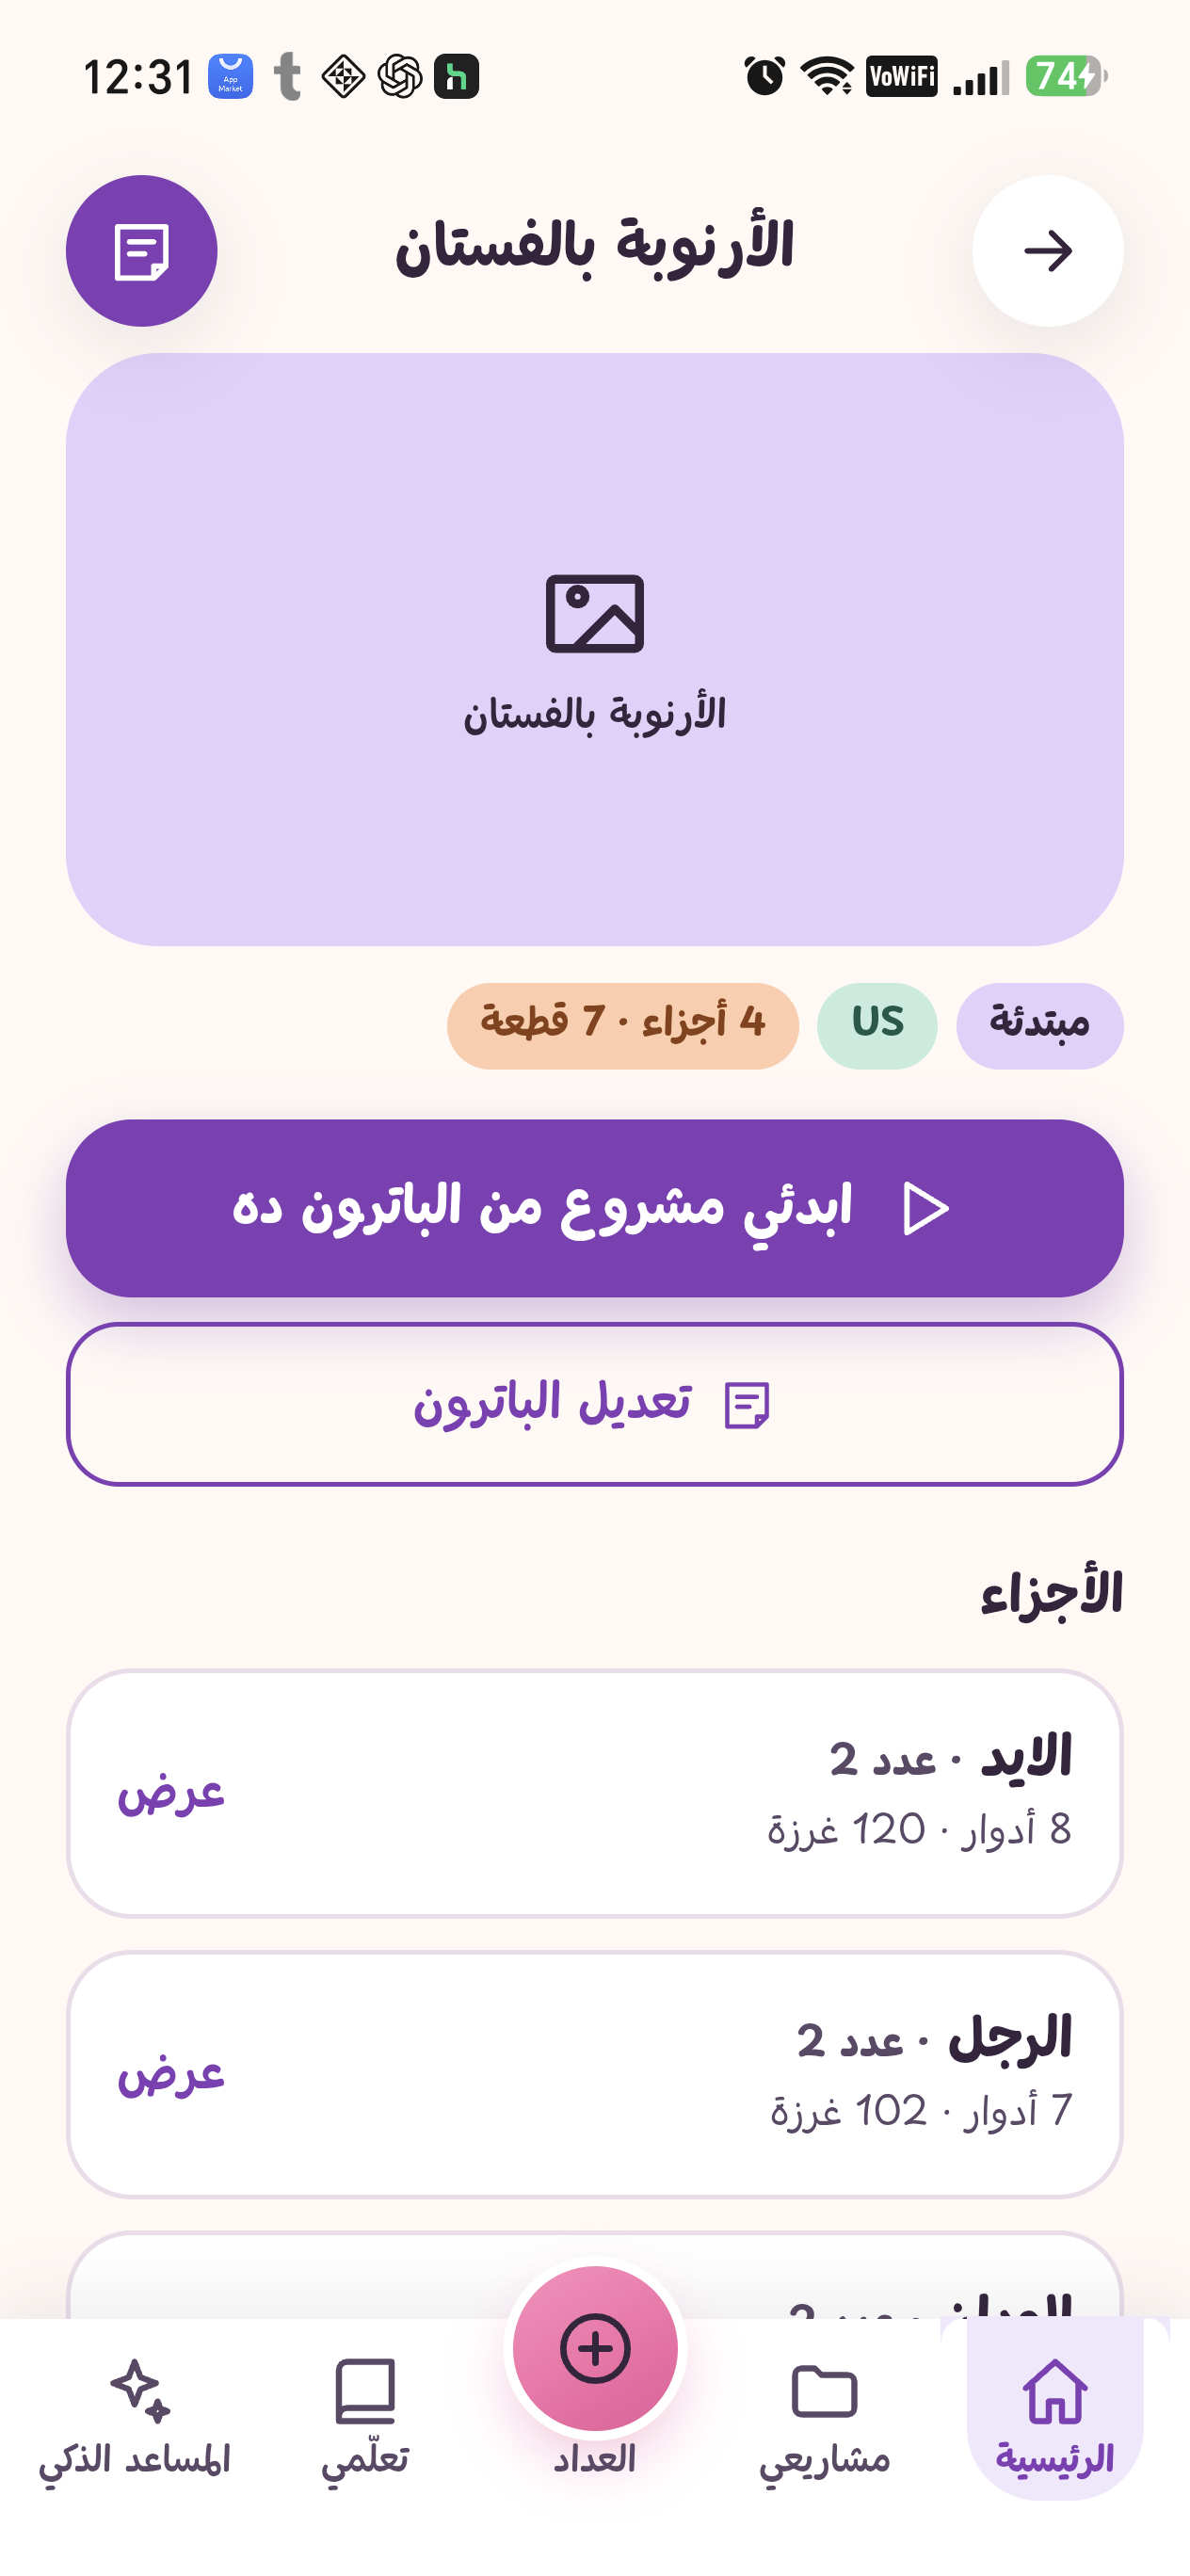 12:31
App Market
VoWiFi
74
الأرنوبة بالفستان
الأرنوبة بالفستان
مبتدئة
US
4 أجزاء · 7 قطعة
ابدئي مشروع من الباترون ده
تعديل الباترون
الأجزاء
الايد · عدد 2
8 أدوار · 120 غرزة
عرض
الرجل · عدد 2
7 أدوار · 102 غرزة
عرض
الرئيسية
مشاريعي
العداد
تعلّمي
المساعد الذكي